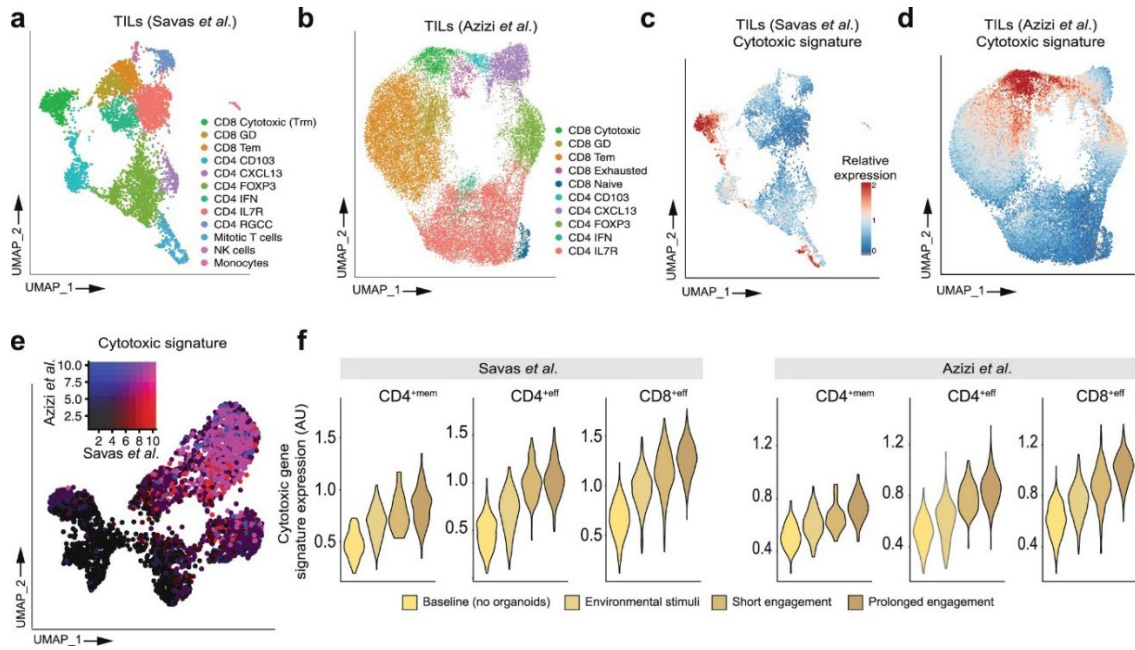 a
TILs (Savas et al.)
UMAP_2
UMAP_1
CD8 Cytotoxic (Trm)
CD8 GD
CD8 Tem
CD4 CD103
CD4 CXCL13
CD4 FOXP3
CD4 IFN
CD4 IL7R
CD4 RGCC
Mitotic T cells
NK cells
Monocytes
b
TILs (Azizi et al.)
UMAP_2
UMAP_1
CD8 Cytotoxic
CD8 GD
CD8 Tem
CD8 Exhausted
CD8 Naive
CD4 CD103
CD4 CXCL13
CD4 FOXP3
CD4 IFN
CD4 IL7R
c
TILs (Savas et al.)
Cytotoxic signature
UMAP_2
UMAP_1
Relative
expression
2
1
0
d
TILs (Azizi et al.)
Cytotoxic signature
UMAP_2
UMAP_1
e
Cytotoxic signature
Azizi et al.
10.0
7.5
5.0
2.5
2 4 6 8 10
Savas et al.
UMAP_2
UMAP_1
f
Savas et al.
Azizi et al.
Cytotoxic gene
signature expression (AU)
CD4+mem
1.5
1.0
0.5
CD4+eff
1.5
1.0
0.5
CD8+eff
1.5
1.0
0.5
CD4+mem
1.2
0.8
0.4
CD4+eff
1.2
0.8
0.4
CD8+eff
1.2
0.8
0.4
Baseline (no organoids)
Environmental stimuli
Short engagement
Prolonged engagement